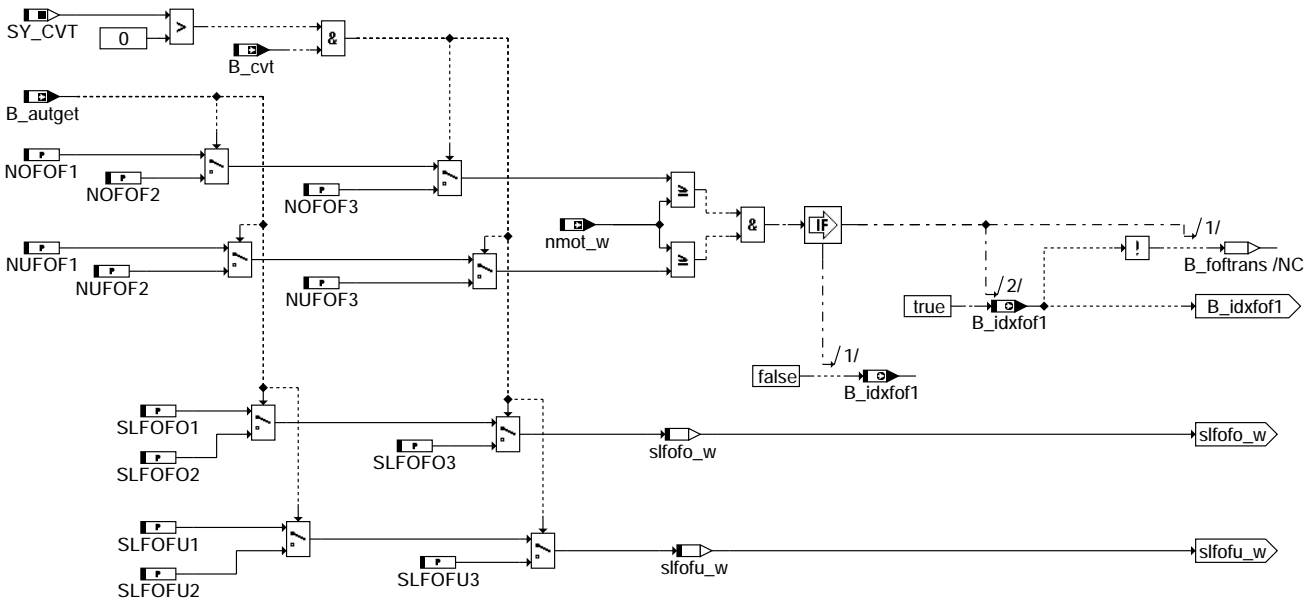 SY_CVT
0
>
&
B_cvt
B_autget
P
NOFOF1
P
NOFOF2
P
NOFOF3
≥
nmot_w
&
IF
/1/
!
B_foftrans /NC
P
NUFOF1
P
NUFOF2
P
NUFOF3
≥
/2/
true
B_idxfof1
B_idxfof1
/1/
false
B_idxfof1
P
SLFOFO1
P
SLFOFO2
P
SLFOFO3
slfofo_w
slfofo_w
P
SLFOFU1
P
SLFOFU2
P
SLFOFU3
slfofu_w
slfofu_w